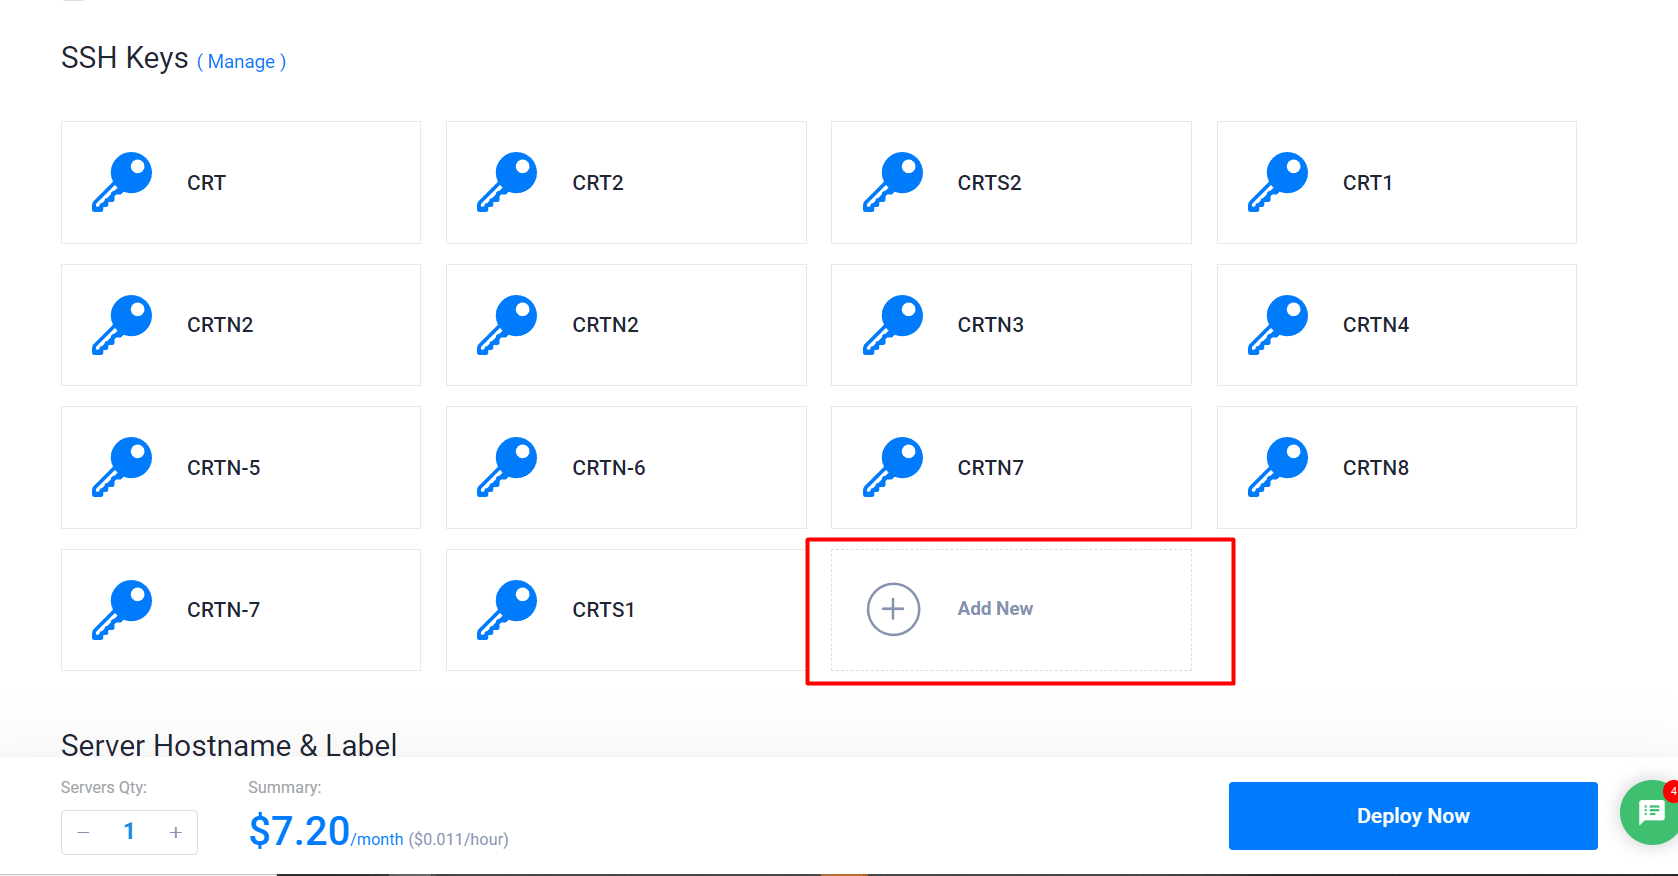 SSH Keys ( Manage )
CRT
CRT2
CRTS2
CRT1
CRTN2
CRTN2
CRTN3
CRTN4
CRTN-5
CRTN-6
CRTN7
CRTN8
CRTN-7
CRTS1
Add New
Server Hostname & Label
Servers Qty:
1
Summary:
$7.20/month ($0.011/hour)
Deploy Now
4